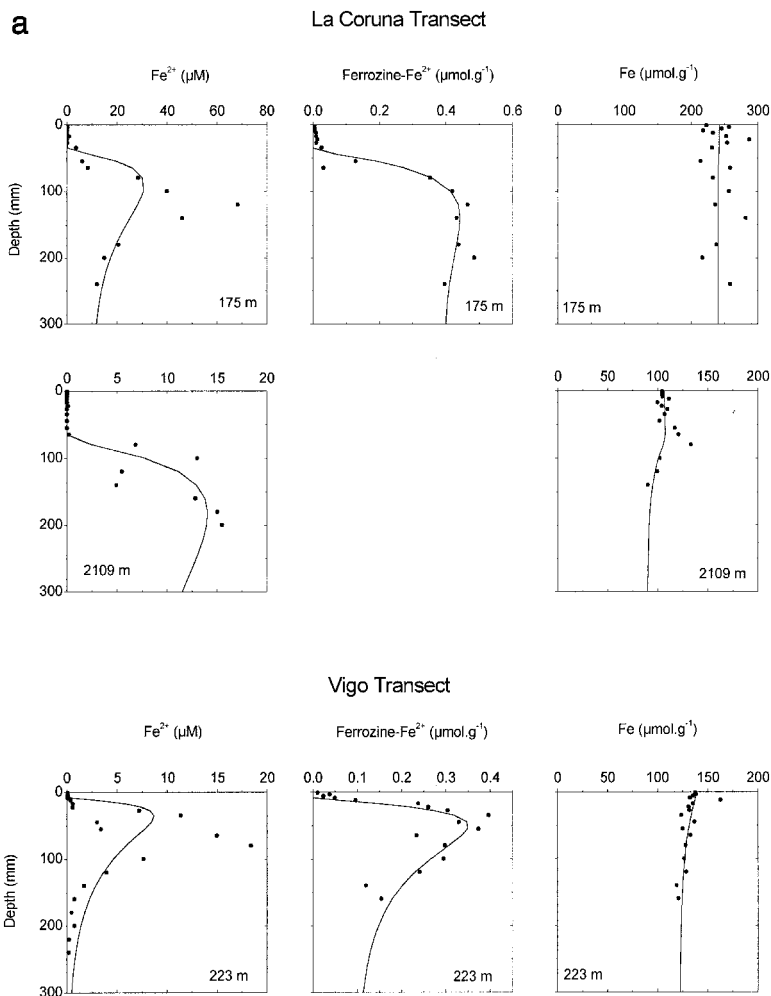 a
La Coruna Transect
Fe²⁺ (µM)
Ferrozine-Fe²⁺ (µmol.g⁻¹)
Fe (µmol.g⁻¹)
0 20 40 60 80
0.0 0.2 0.4 0.6
0 100 200 300
Depth (mm)
0
100
200
300
175 m
175 m
175 m
0 5 10 15 20
0 50 100 150 200
0
100
200
300
2109 m
2109 m
Vigo Transect
Fe²⁺ (µM)
Ferrozine-Fe²⁺ (µmol.g⁻¹)
Fe (µmol.g⁻¹)
0 5 10 15 20
0.0 0.1 0.2 0.3 0.4
0 50 100 150 200
Depth (mm)
0
100
200
300
223 m
223 m
223 m